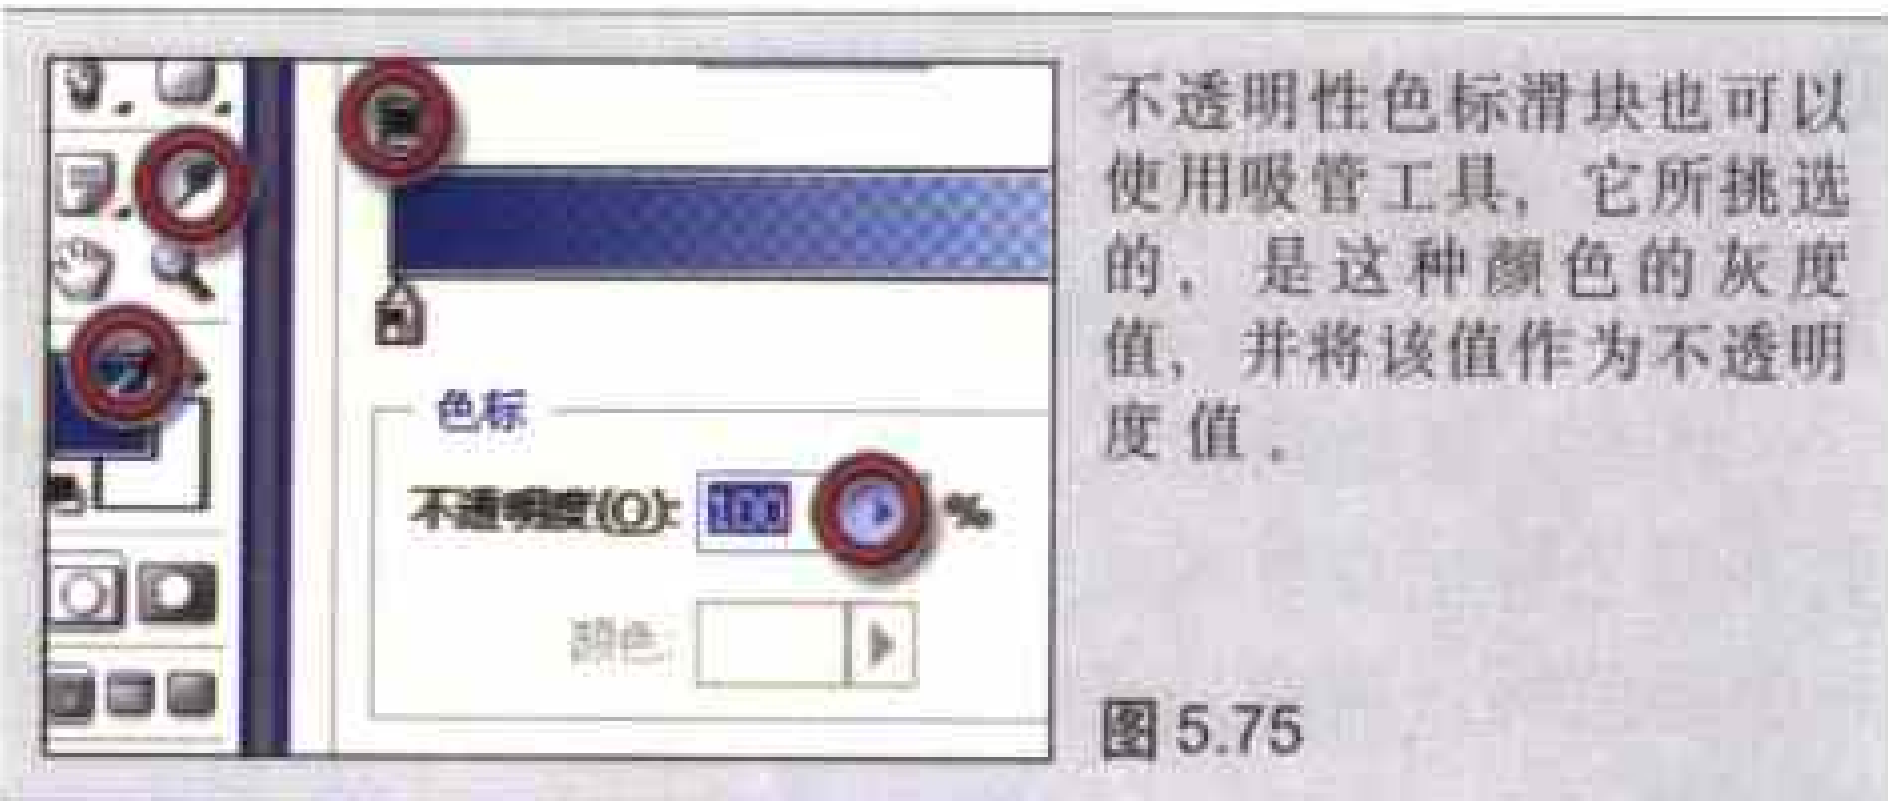 不透明性色标滑块也可以
使用吸管工具，它所挑选
的，是这种颜色的灰度
值，并将该值作为不透明
度值。
色标
不透明度(O): 100 %
颜色:
图 5.75